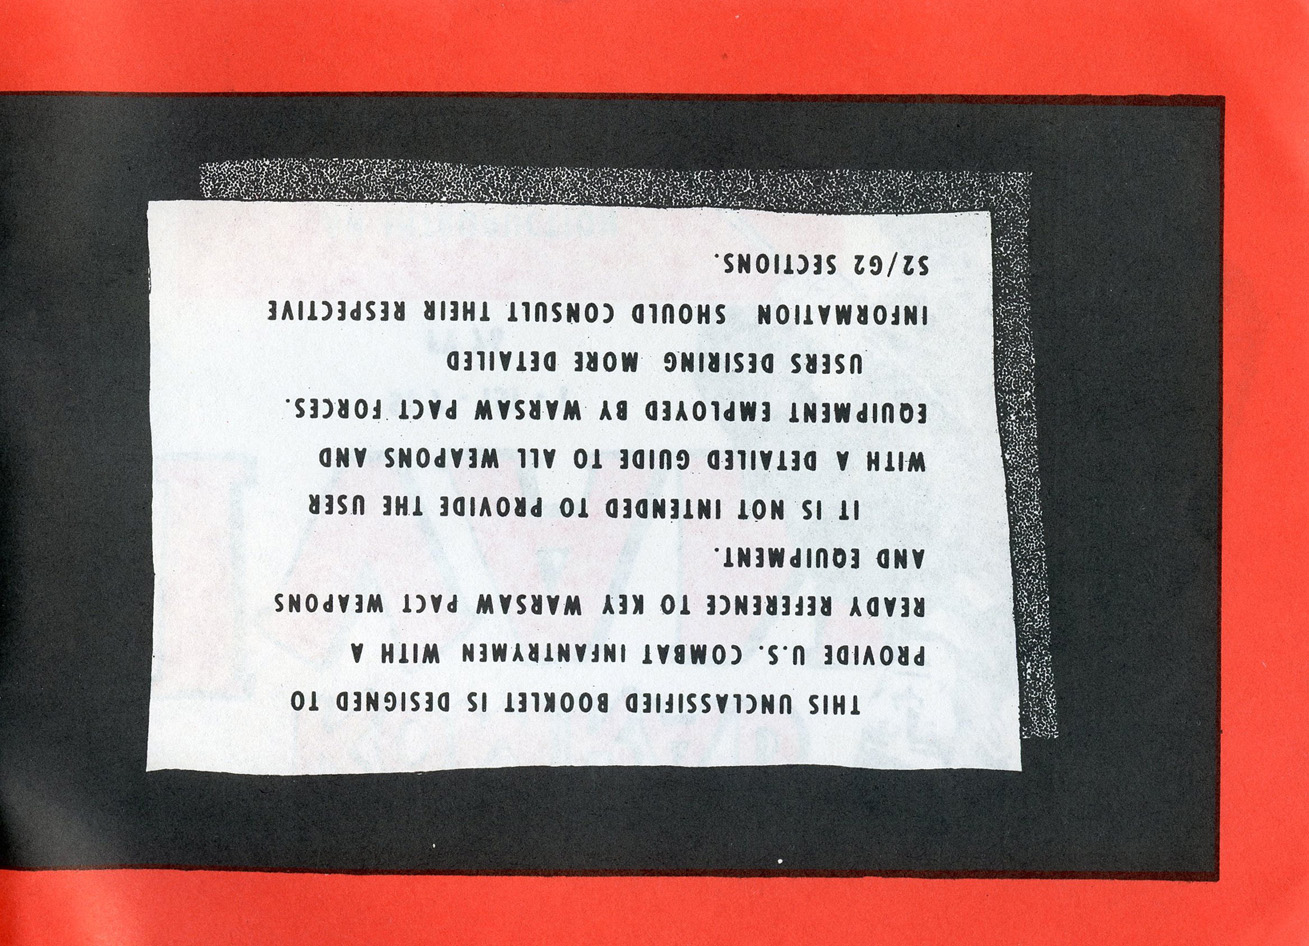 THIS UNCLASSIFIED BOOKLET IS DESIGNED TO
PROVIDE U.S. COMBAT INFANTRYMEN WITH A
READY REFERENCE TO KEY WARSAW PACT WEAPONS
AND EQUIPMENT.
IT IS NOT INTENDED TO PROVIDE THE USER
WITH A DETAILED GUIDE TO ALL WEAPONS AND
EQUIPMENT EMPLOYED BY WARSAW PACT FORCES.
USERS DESIRING MORE DETAILED
INFORMATION SHOULD CONSULT THEIR RESPECTIVE
S2/G2 SECTIONS.